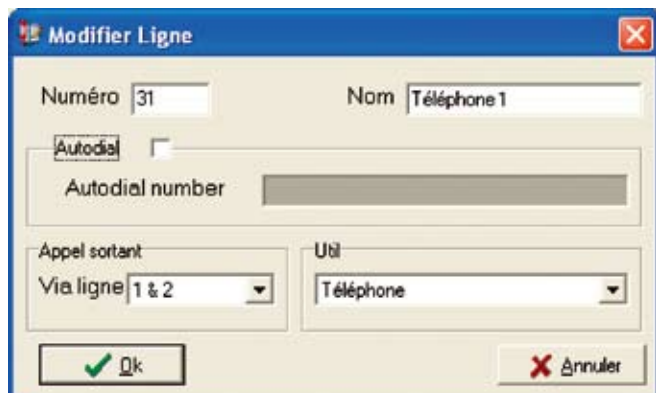 Modifier Ligne
Numéro 31 Nom Téléphone 1
Autodial
Autodial number
Appel sortant Util
Via ligne 1 & 2 Téléphone
Ok Annuler